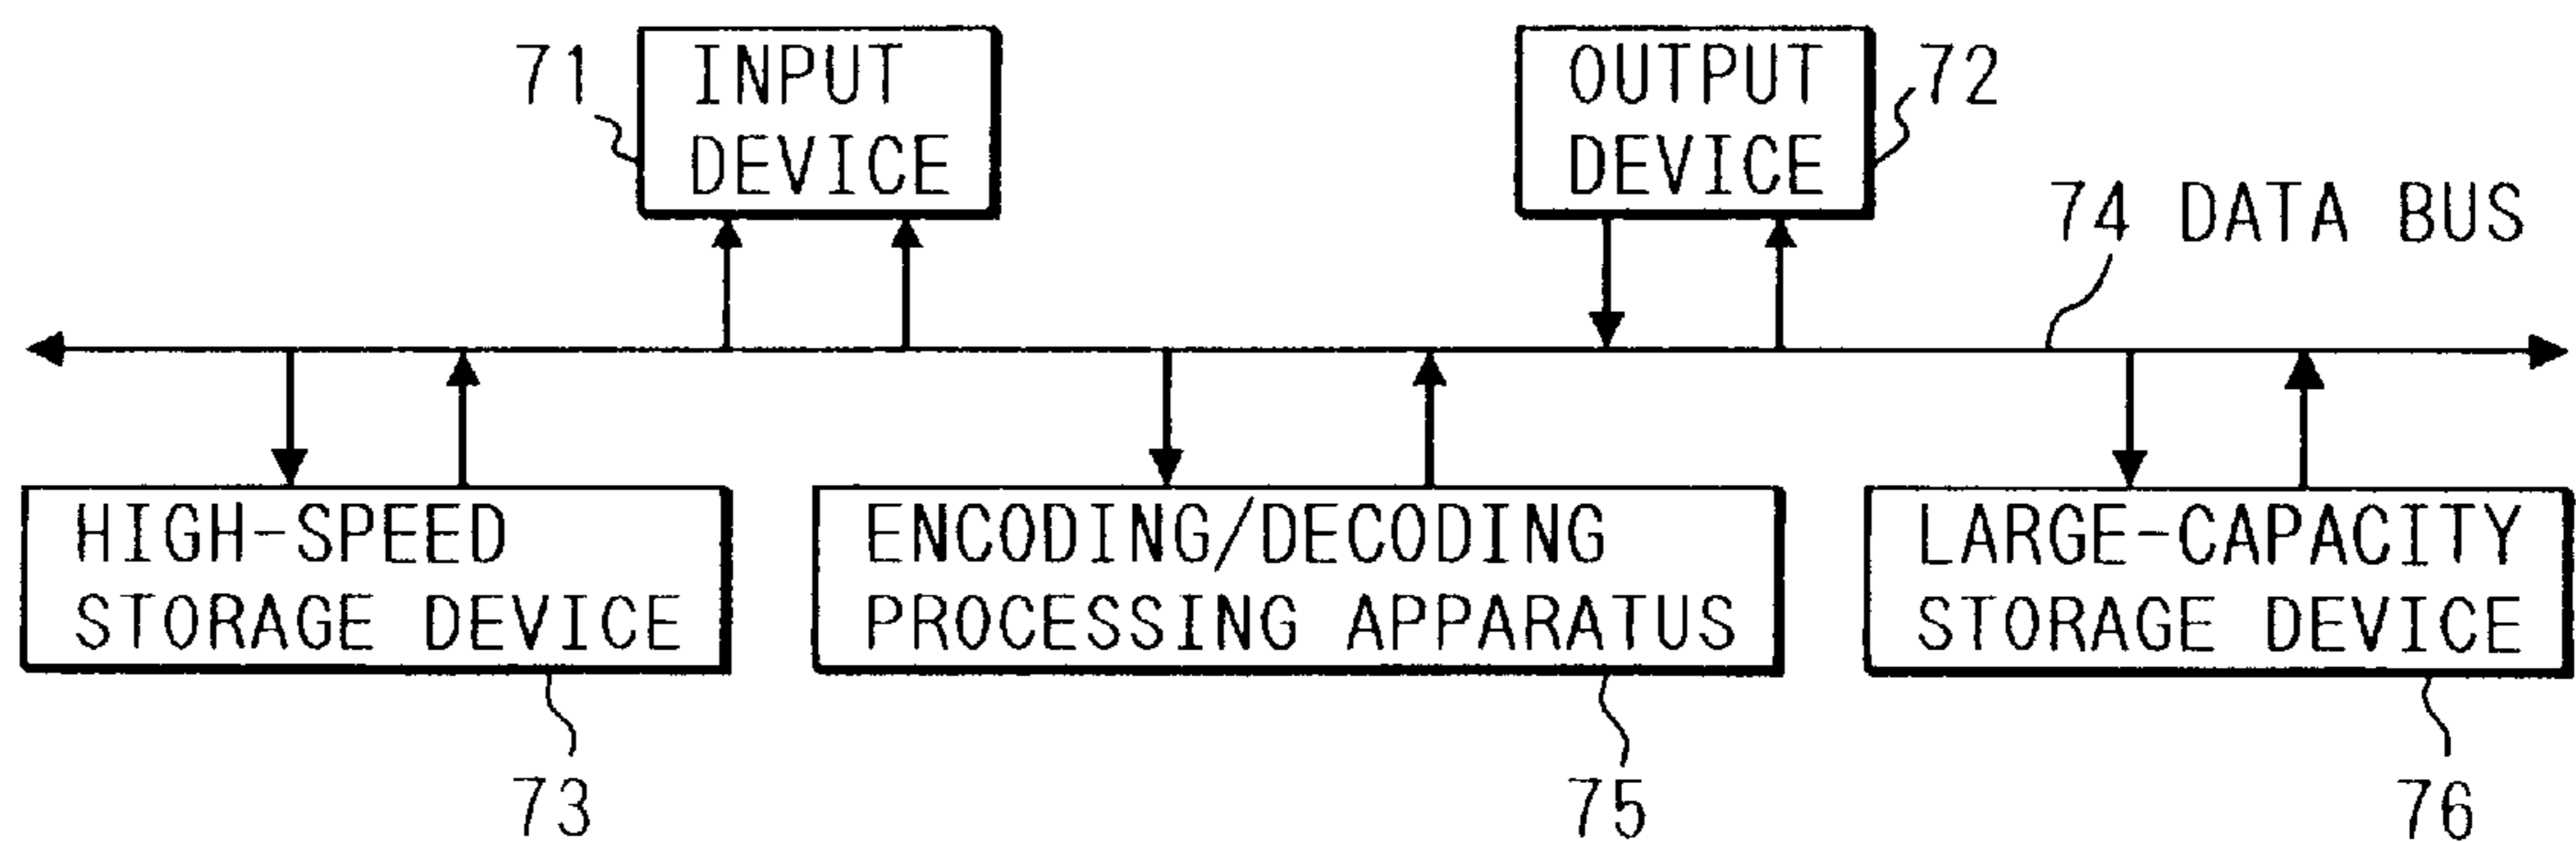 71
INPUT
DEVICE
OUTPUT
DEVICE
72
74 DATA BUS
HIGH-SPEED
STORAGE DEVICE
73
ENCODING/DECODING
PROCESSING APPARATUS
75
LARGE-CAPACITY
STORAGE DEVICE
76